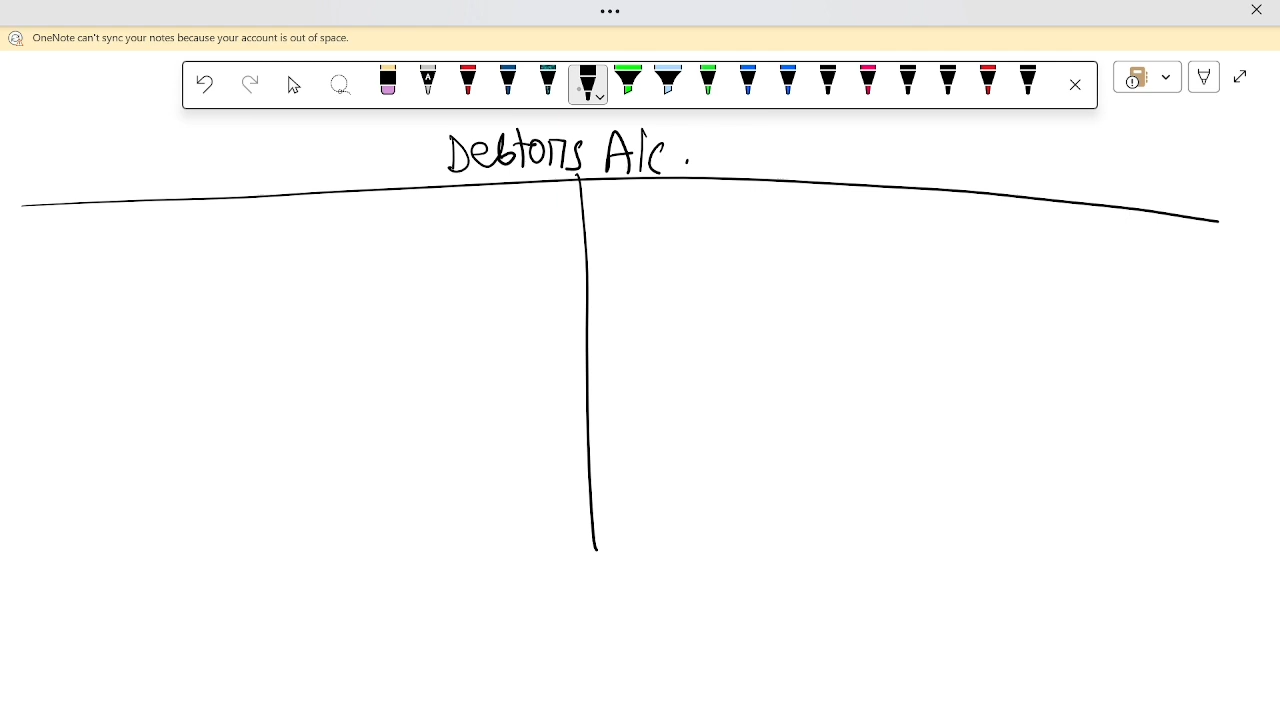 OneNote can't sync your notes because your account is out of space.
A
Debtors A/c .